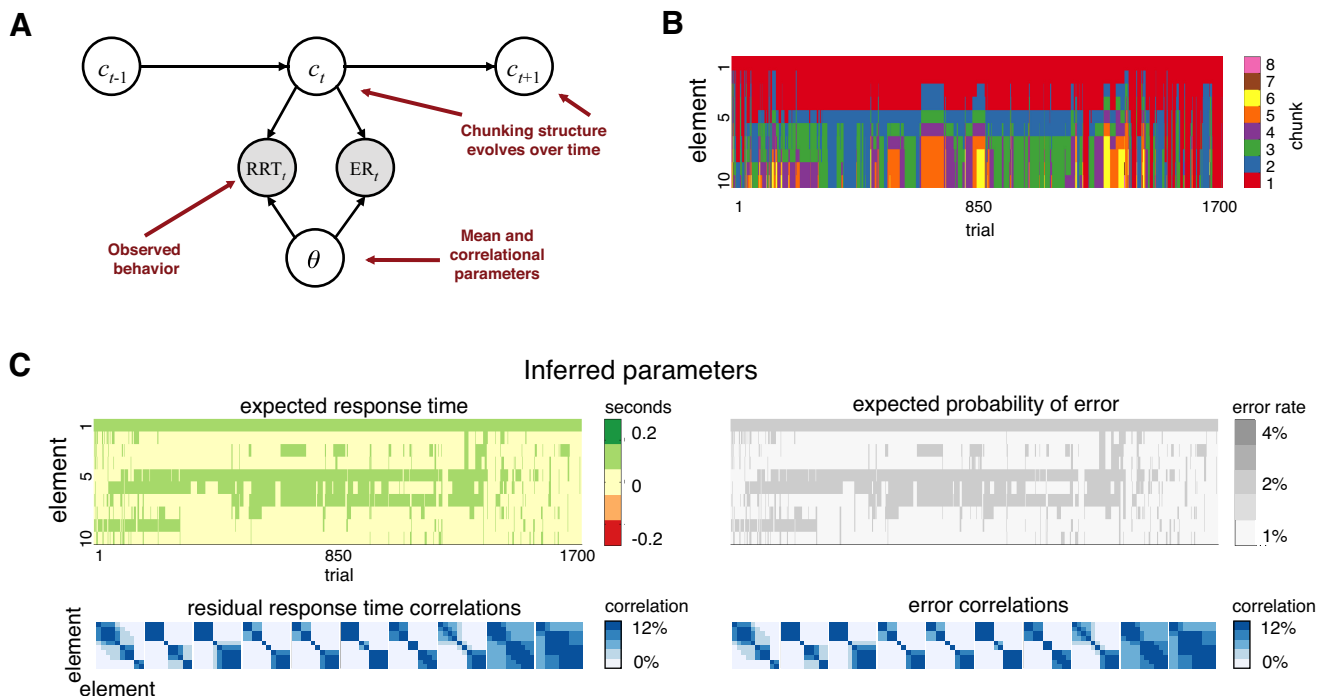 A
c_{t-1}
c_t
c_{t+1}
Chunking structure
evolves over time
RRT_t
ER_t
Observed
behavior
θ
Mean and
correlational
parameters
B
element
1
5
10
1
850
1700
trial
8
7
6
5
4
3
2
1
chunk
C
Inferred parameters
expected response time
element
1
5
10
1
850
1700
trial
seconds
0.2
0
-0.2
expected probability of error
error rate
4%
2%
1%
residual response time correlations
element
element
correlation
12%
0%
error correlations
correlation
12%
0%